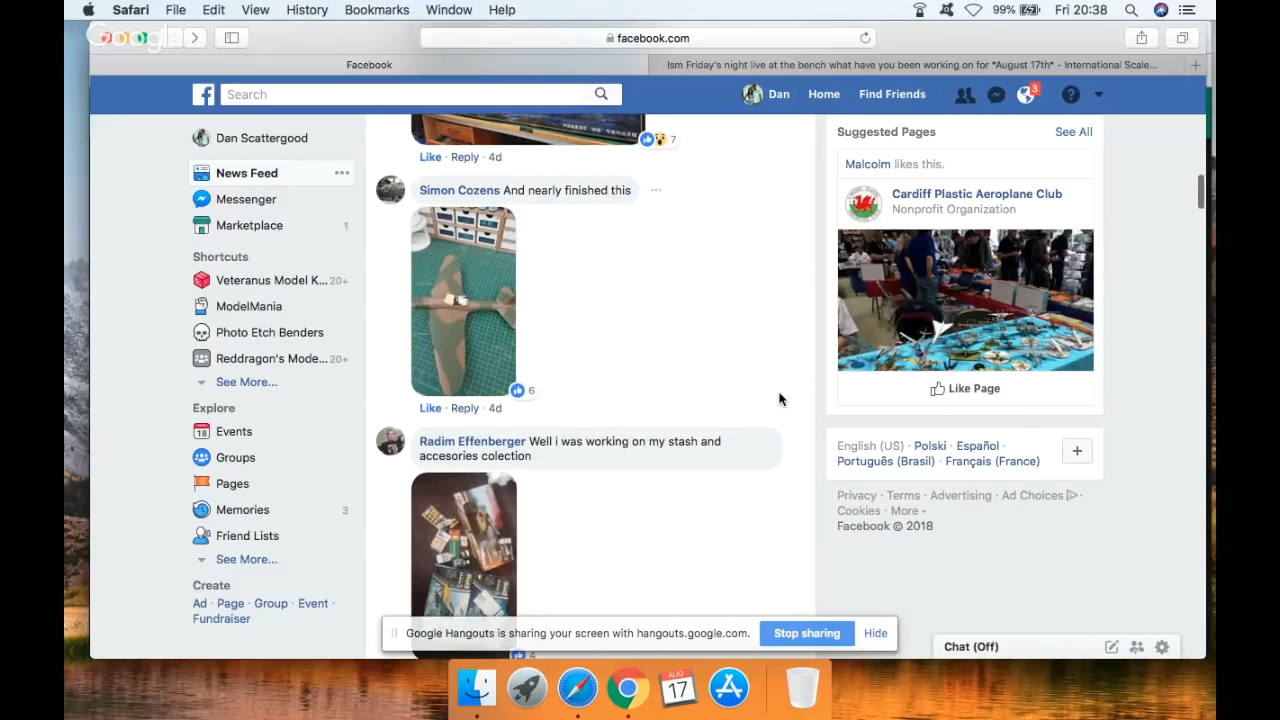 Safari File Edit View History Bookmarks Window Help 99% Fri 20:38
Google
facebook.com
Facebook
Ism Friday's night live at the bench what have you been working on for *August 17th* - International Scale...
Search
Dan Home Find Friends 3
Dan Scattergood
News Feed
Messenger
Marketplace 1
Shortcuts
Veteranus Model K... 20+
ModelMania
Photo Etch Benders
Reddragon's Mode... 20+
See More...
Explore
Events
Groups
Pages
Memories 3
Friend Lists
See More...
Create
Ad · Page · Group · Event ·
Fundraiser
7
Like · Reply · 4d
Simon Cozens And nearly finished this
6
Like · Reply · 4d
Radim Effenberger Well i was working on my stash and
accesories colection
4
Suggested Pages See All
Malcolm likes this.
Cardiff Plastic Aeroplane Club
Nonprofit Organization
Like Page
English (US) · Polski · Español ·
Português (Brasil) · Français (France)
Privacy · Terms · Advertising · Ad Choices ·
Cookies · More
Facebook © 2018
Google Hangouts is sharing your screen with hangouts.google.com. Stop sharing Hide
Chat (Off)
AUG
17